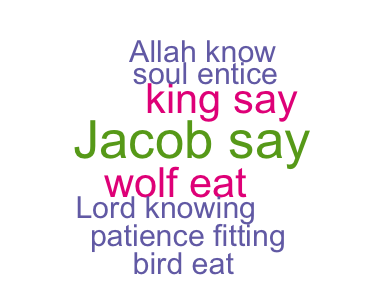 Allah know
soul entice
king say
Jacob say
wolf eat
Lord knowing
patience fitting
bird eat